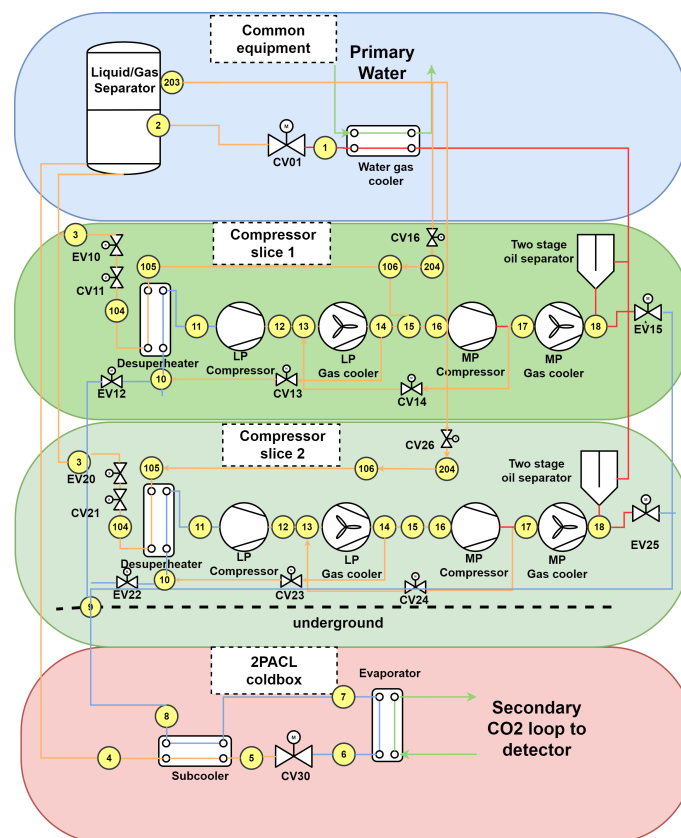 Common
equipment
Primary
Water
Liquid/Gas
Separator
203
2
M
CV01
1
Water gas
cooler
3
EV10
CV11
104
Compressor
slice 1
CV16
204
105
106
Two stage
oil separator
11
LP
Compressor
12
13
LP
Gas cooler
14
15
16
MP
Compressor
17
MP
Gas cooler
18
M
EV15
Desuperheater
EV12
10
CV13
CV14
Compressor
slice 2
CV26
204
3
EV20
CV21
104
105
106
Two stage
oil separator
11
LP
Compressor
12
13
LP
Gas cooler
14
15
16
MP
Compressor
17
MP
Gas cooler
18
M
EV25
Desuperheater
EV22
10
CV23
CV24
9
underground
2PACL
coldbox
Evaporator
7
8
Secondary
CO2 loop to
detector
4
Subcooler
5
M
CV30
6